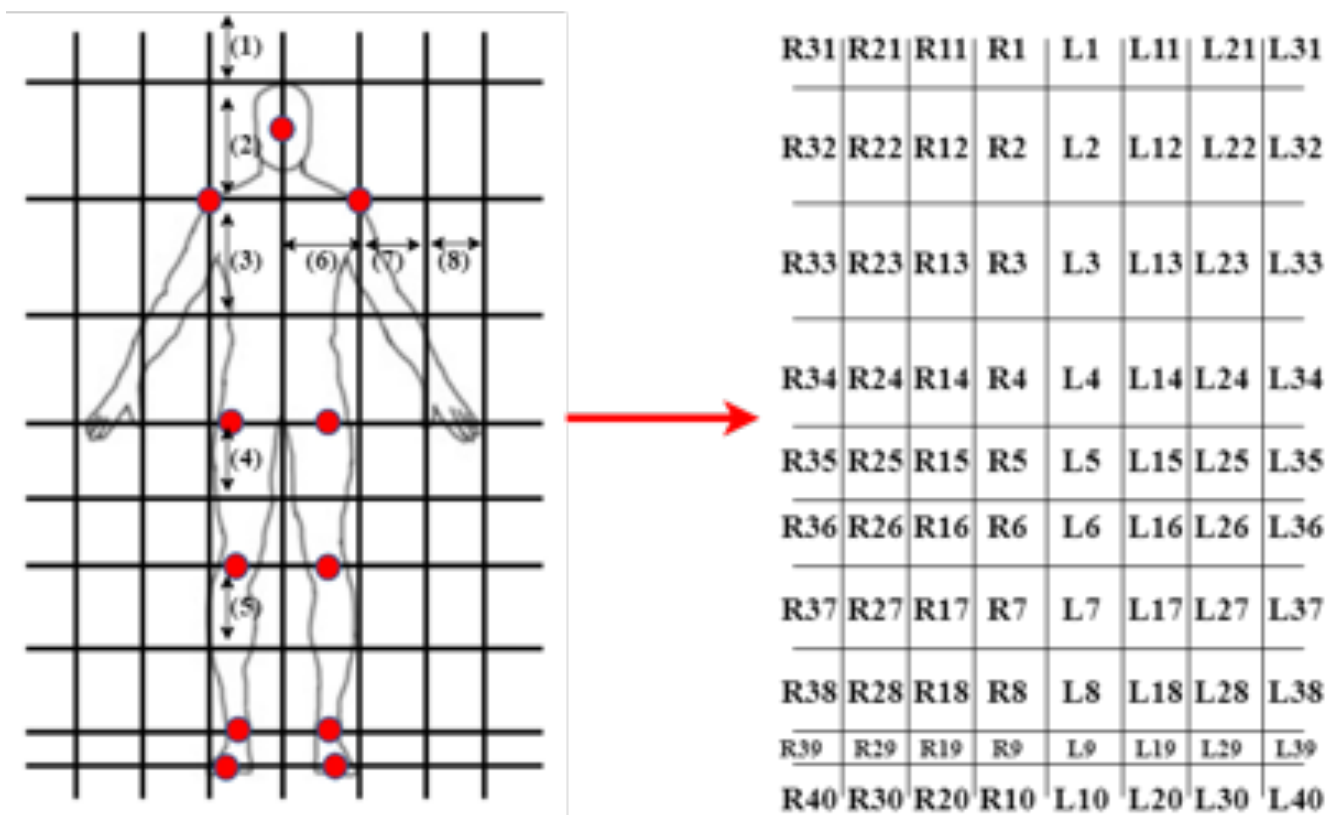 (1)
(2)
(3)
(6) (7) (8)
(4)
(5)
R31 R21 R11 R1 L1 L11 L21 L31
R32 R22 R12 R2 L2 L12 L22 L32
R33 R23 R13 R3 L3 L13 L23 L33
R34 R24 R14 R4 L4 L14 L24 L34
R35 R25 R15 R5 L5 L15 L25 L35
R36 R26 R16 R6 L6 L16 L26 L36
R37 R27 R17 R7 L7 L17 L27 L37
R38 R28 R18 R8 L8 L18 L28 L38
R39 R29 R19 R9 L9 L19 L29 L39
R40 R30 R20 R10 L10 L20 L30 L40